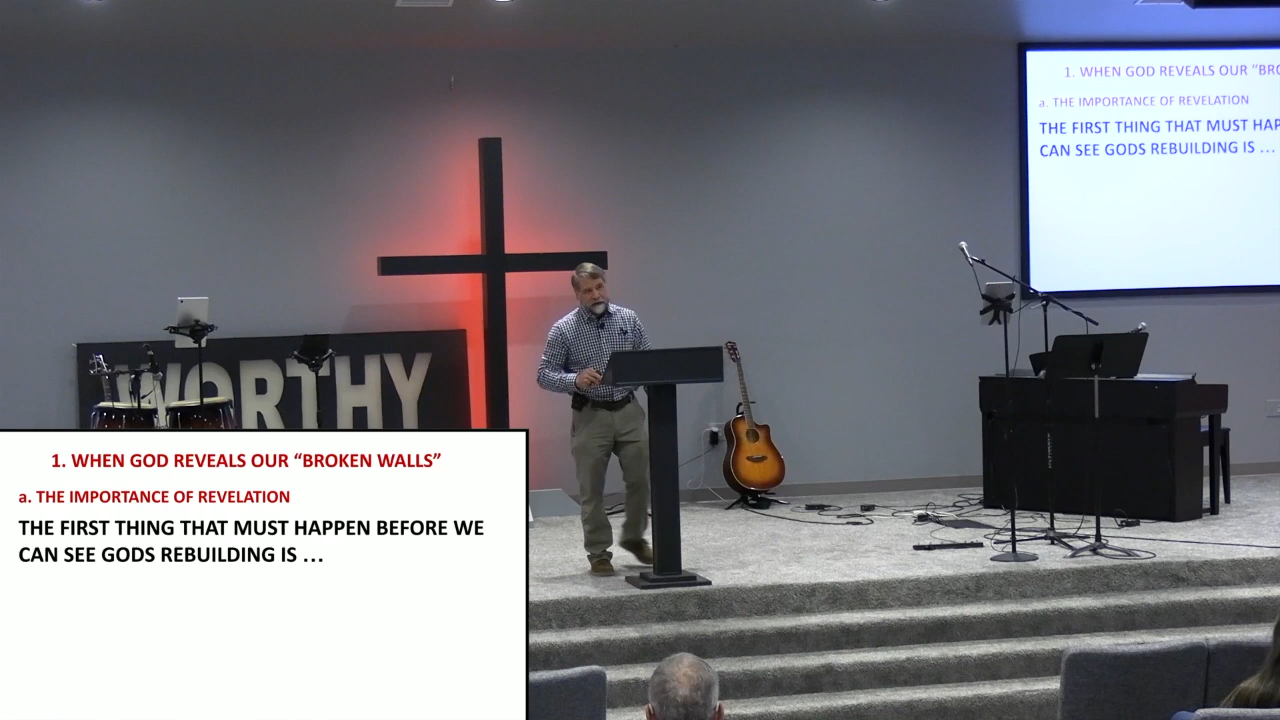 1. WHEN GOD REVEALS OUR “BRO
a. THE IMPORTANCE OF REVELATION
THE FIRST THING THAT MUST HAP
CAN SEE GODS REBUILDING IS ...
WORTHY
1. WHEN GOD REVEALS OUR “BROKEN WALLS”
a. THE IMPORTANCE OF REVELATION
THE FIRST THING THAT MUST HAPPEN BEFORE WE
CAN SEE GODS REBUILDING IS ...